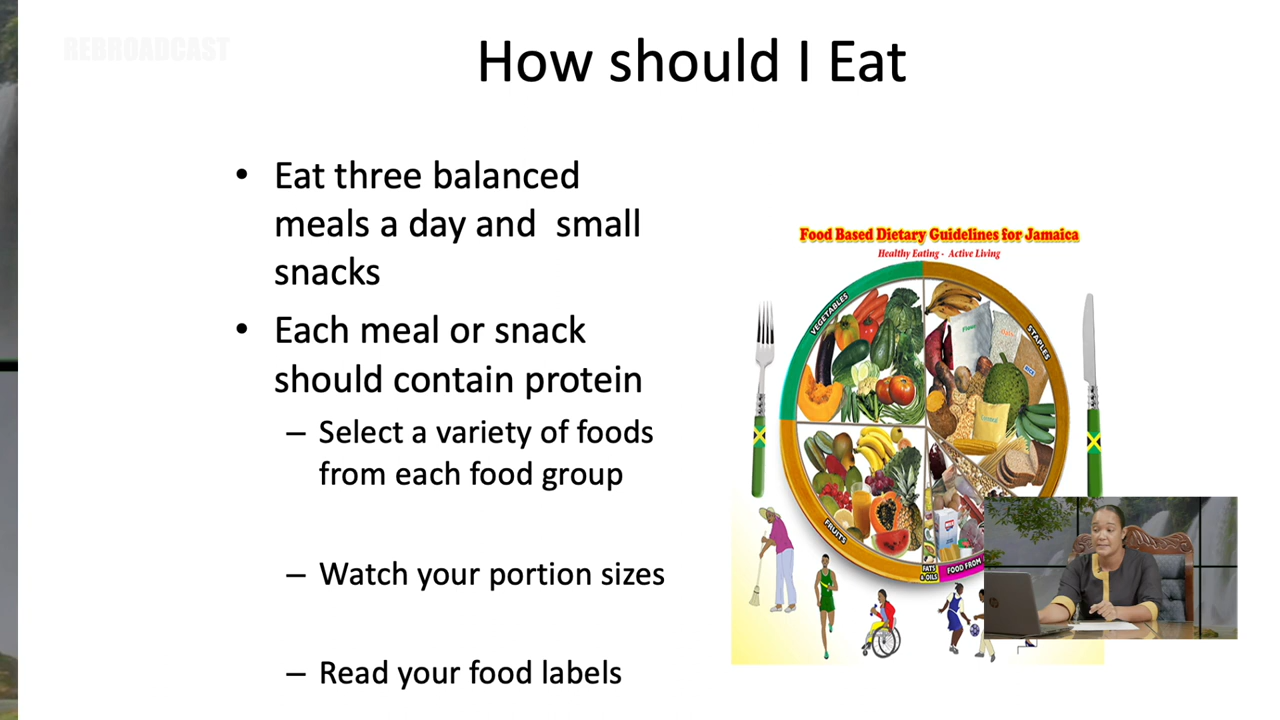 REBROADCAST
How should I Eat
• Eat three balanced
meals a day and  small
snacks
• Each meal or snack
should contain protein
– Select a variety of foods
from each food group
– Watch your portion sizes
– Read your food labels
Food Based Dietary Guidelines for Jamaica
Healthy Eating - Active Living
VEGETABLES
STAPLES
FRUITS
FATS
& OILS
FOOD FROM